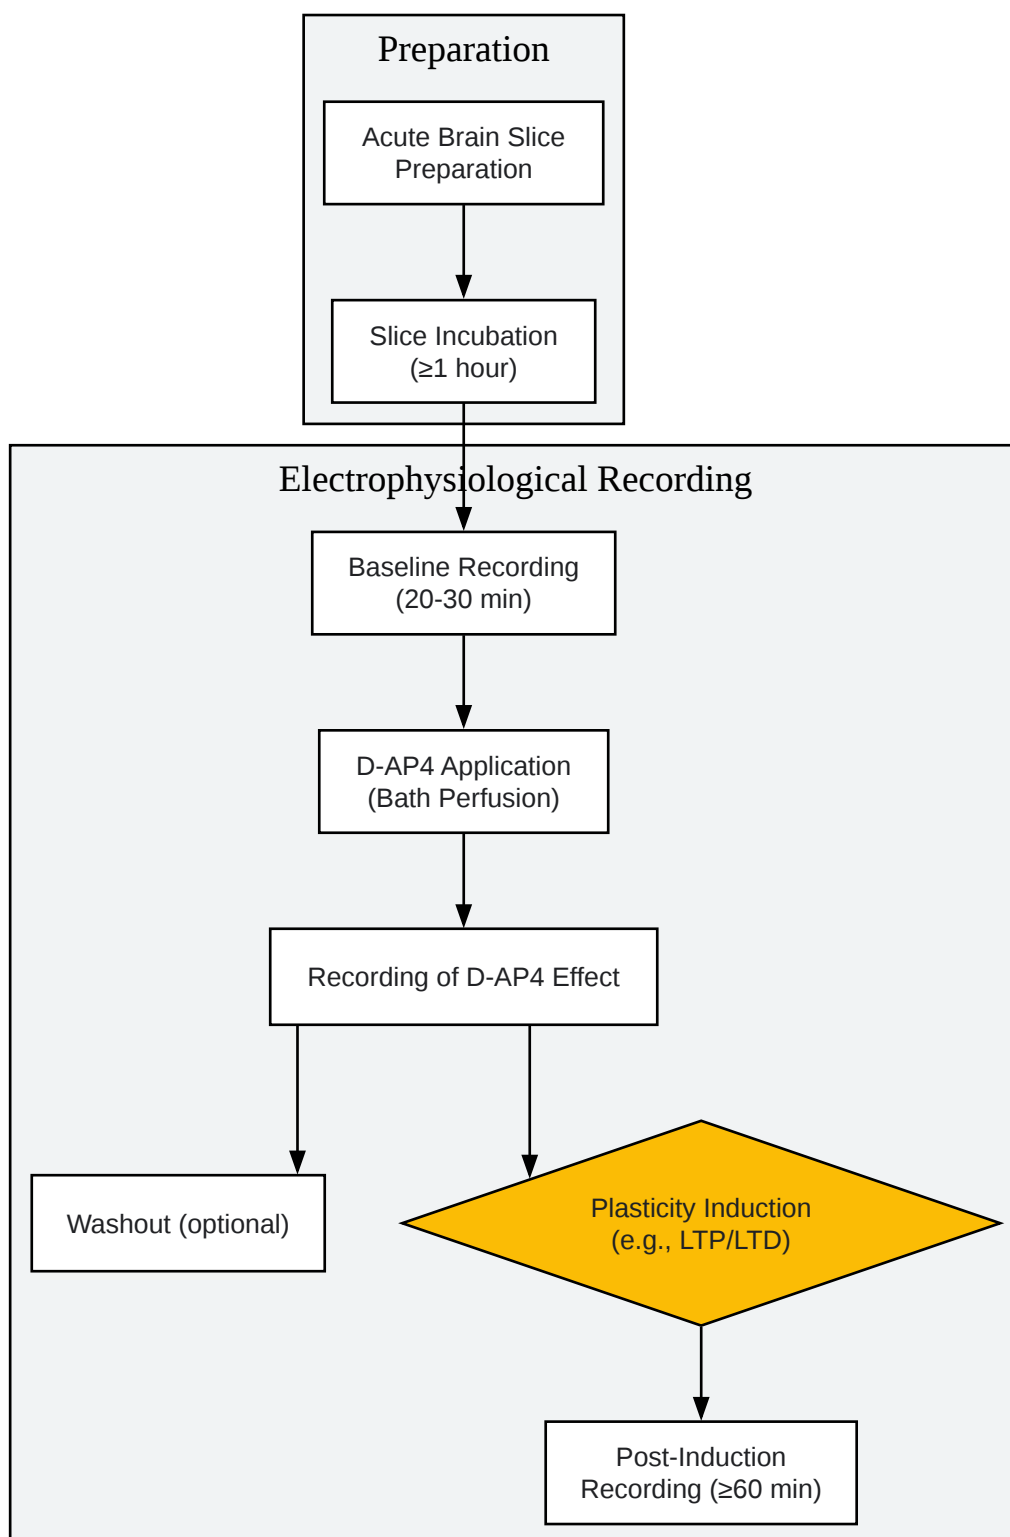 Preparation
Acute Brain Slice
Preparation
Slice Incubation
(≥1 hour)
Electrophysiological Recording
Baseline Recording
(20-30 min)
D-AP4 Application
(Bath Perfusion)
Recording of D-AP4 Effect
Washout (optional)
Plasticity Induction
(e.g., LTP/LTD)
Post-Induction
Recording (≥60 min)